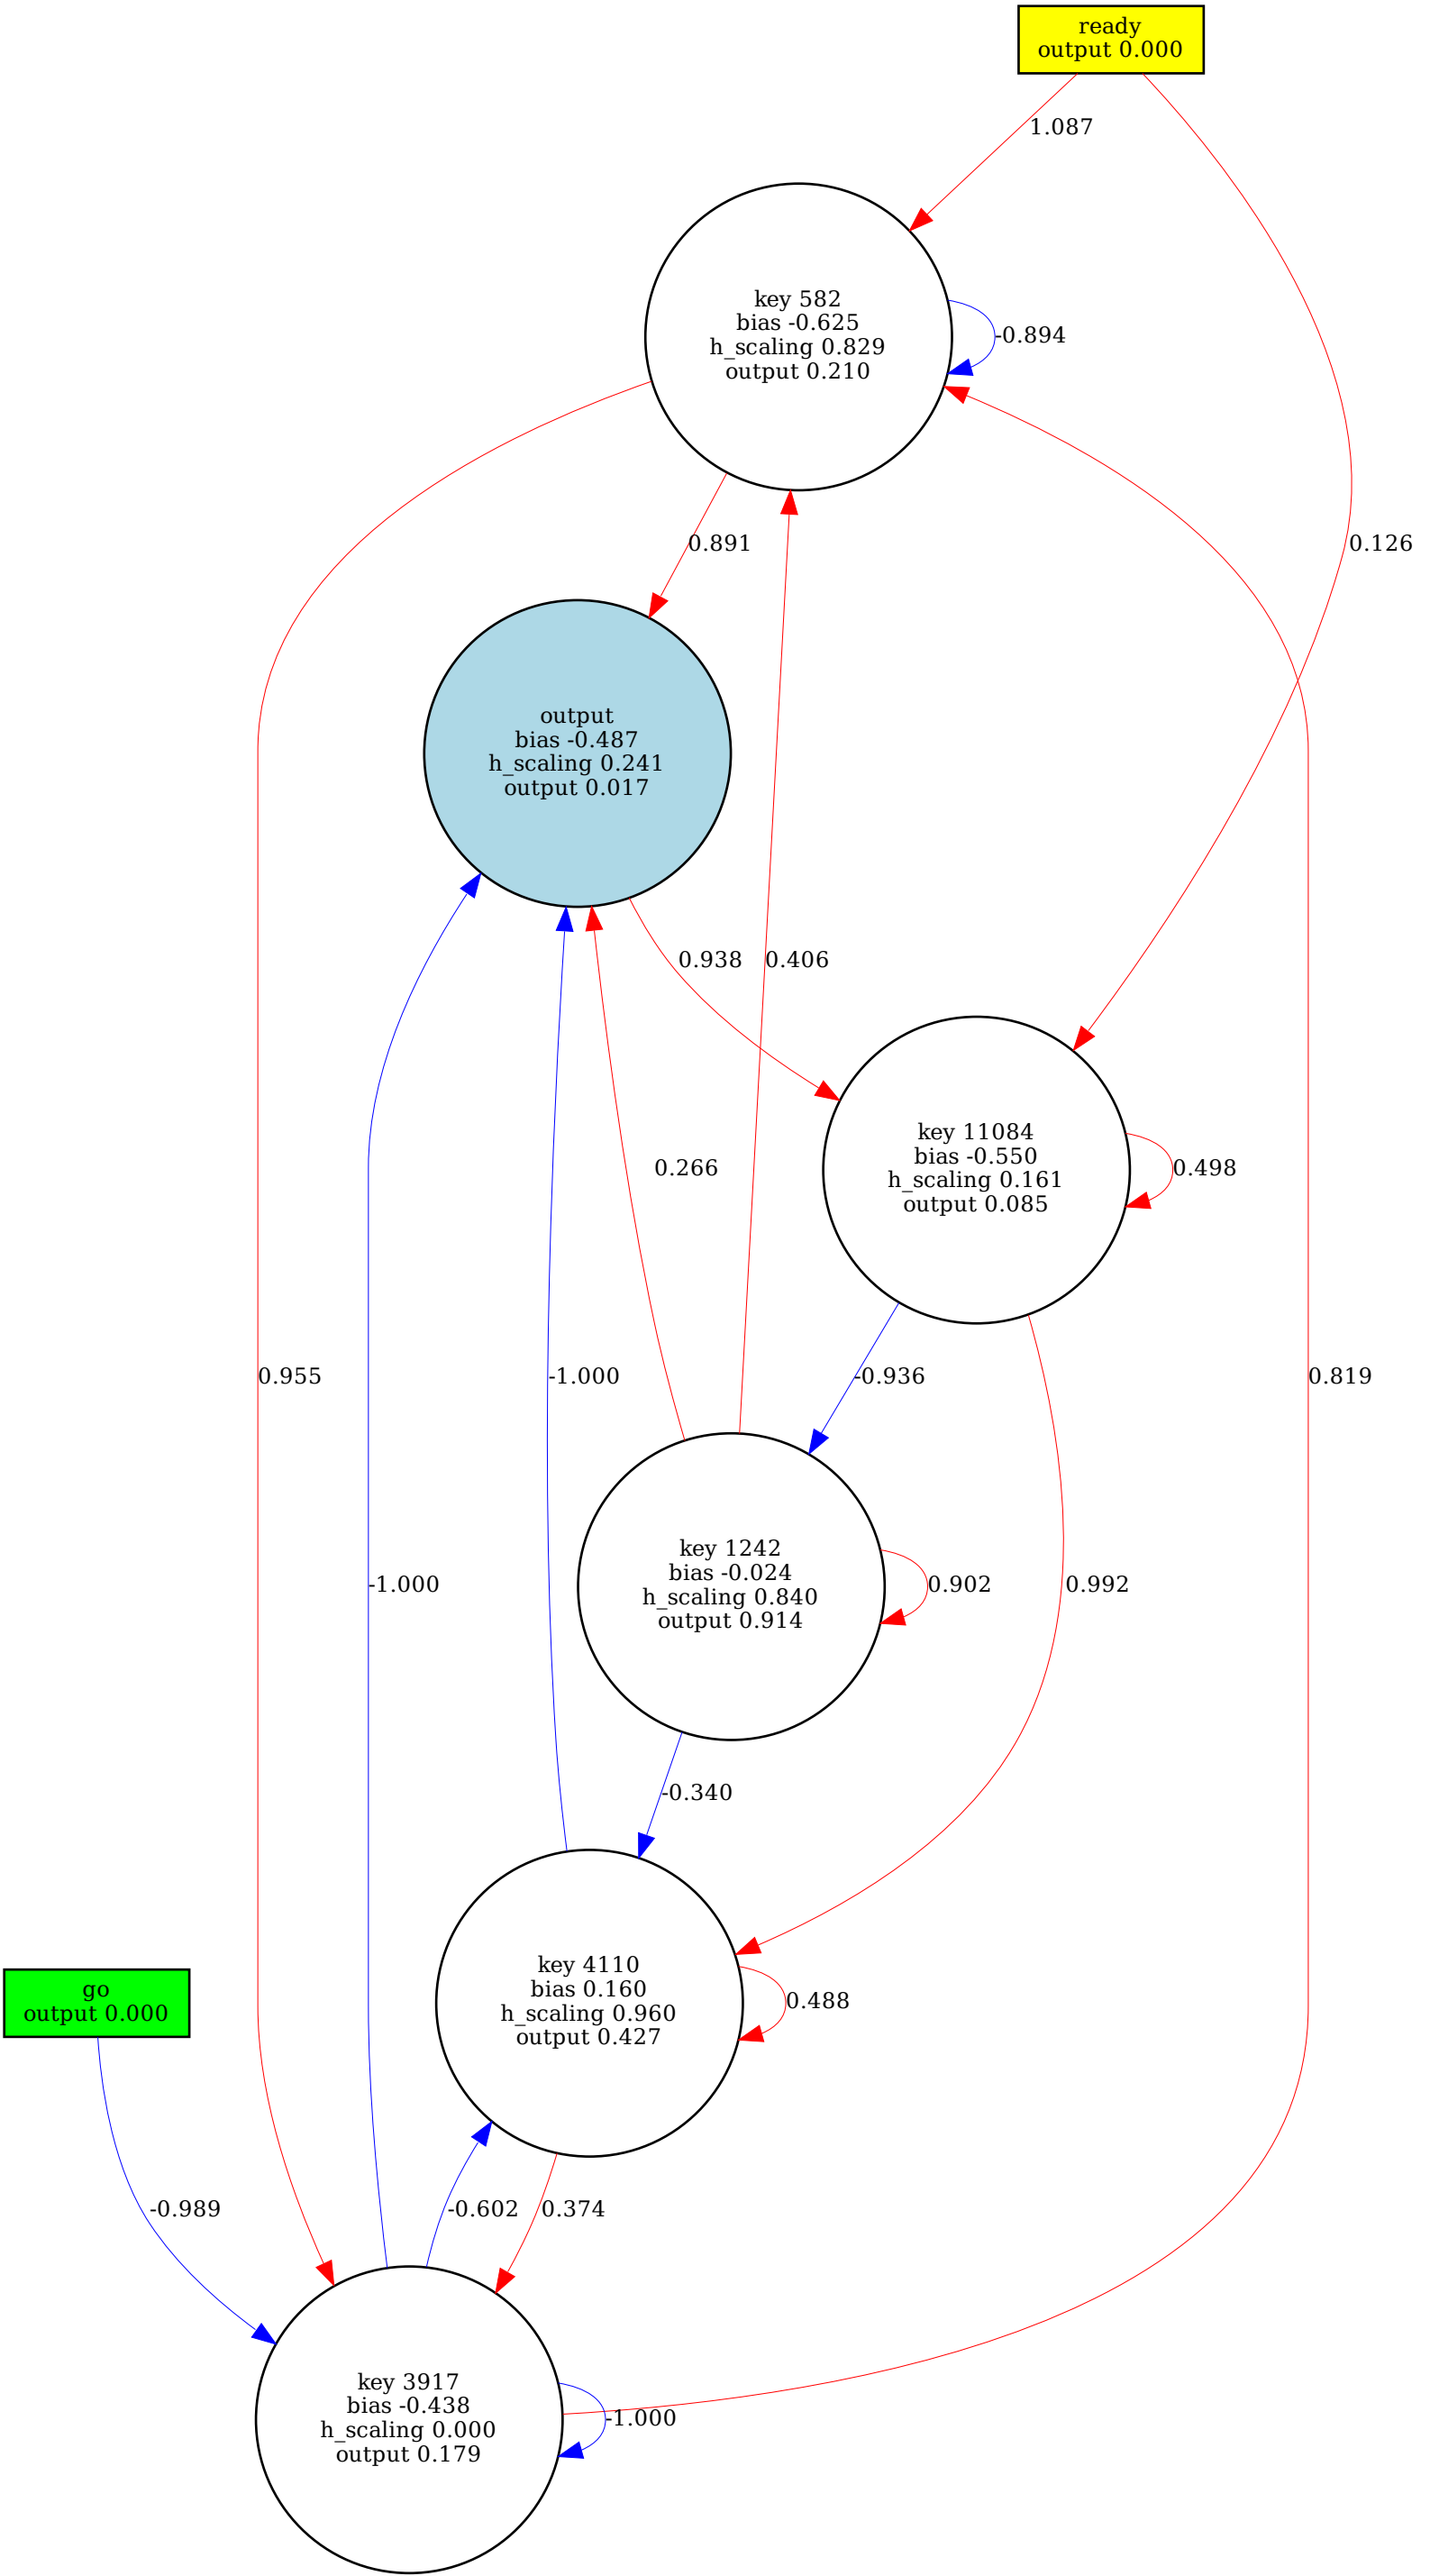 ready
output 0.000
1.087
key 582
bias -0.625
h_scaling 0.829
output 0.210
-0.894
0.891
0.126
output
bias -0.487
h_scaling 0.241
output 0.017
0.938
0.406
key 11084
bias -0.550
h_scaling 0.161
output 0.085
0.498
0.266
0.955
-1.000
-0.936
0.819
key 1242
bias -0.024
h_scaling 0.840
output 0.914
0.902
-1.000
0.992
-0.340
key 4110
bias 0.160
h_scaling 0.960
output 0.427
0.488
go
output 0.000
-0.989
-0.602
0.374
key 3917
bias -0.438
h_scaling 0.000
output 0.179
-1.000